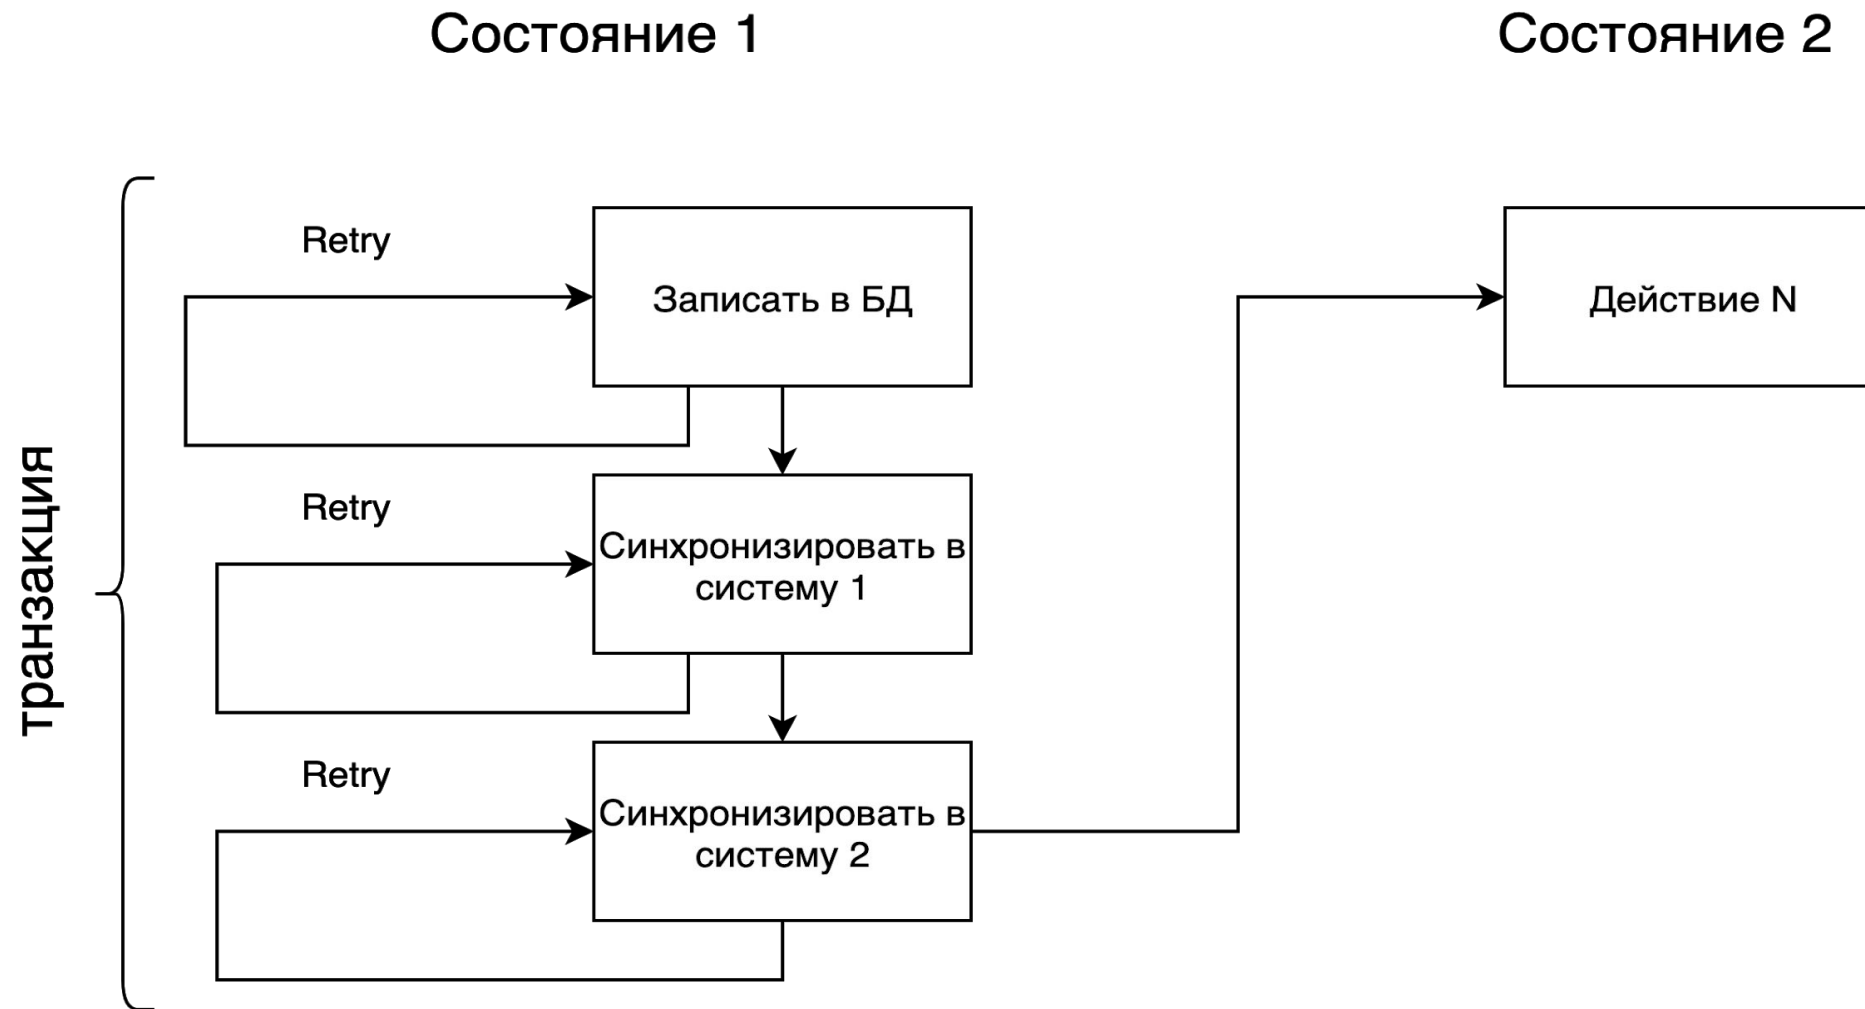 Состояние 1
Состояние 2
транзакция
Retry
Записать в БД
Действие N
Retry
Синхронизировать в
систему 1
Retry
Синхронизировать в
систему 2